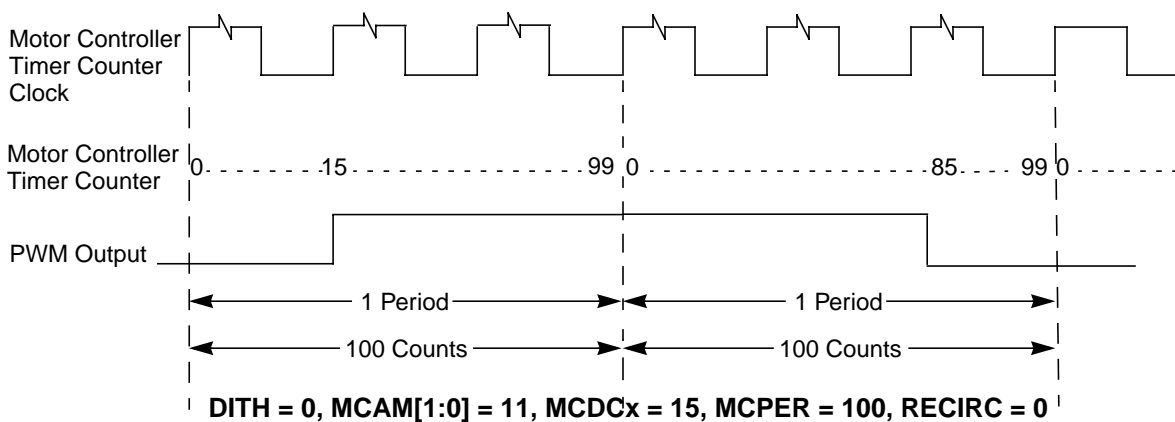 Motor Controller
Timer Counter
Clock
Motor Controller
Timer Counter
0 15 99 0 85 99 0
PWM Output
1 Period 1 Period
100 Counts 100 Counts
DITH = 0, MCAM[1:0] = 11, MCDCx = 15, MCPER = 100, RECIRC = 0